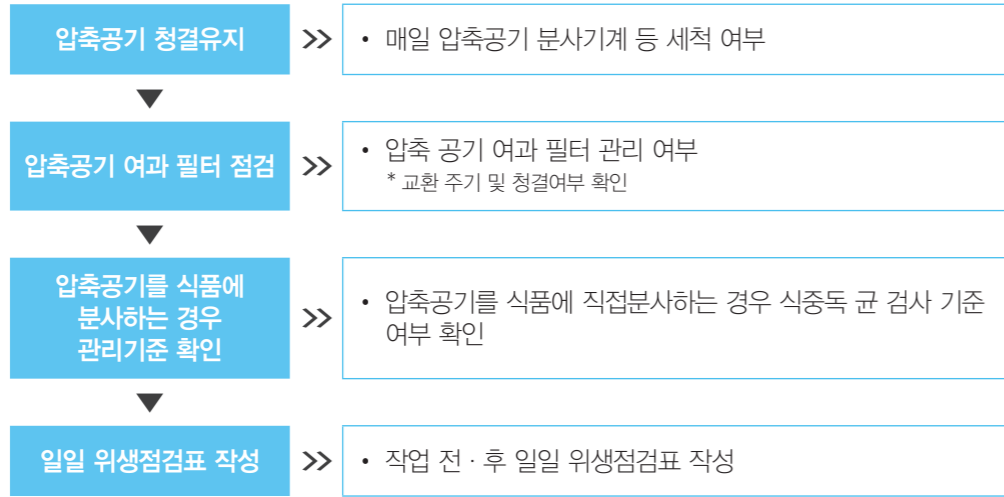 압축공기 청결유지 >> • 매일 압축공기 분사기계 등 세척 여부
▼
압축공기 여과 필터 점검 >> • 압축 공기 여과 필터 관리 여부
* 교환 주기 및 청결여부 확인
▼
압축공기를 식품에
분사하는 경우
관리기준 확인
>> • 압축공기를 식품에 직접분사하는 경우 식중독 균 검사 기준
여부 확인
▼
일일 위생점검표 작성 >> • 작업 전 · 후 일일 위생점검표 작성